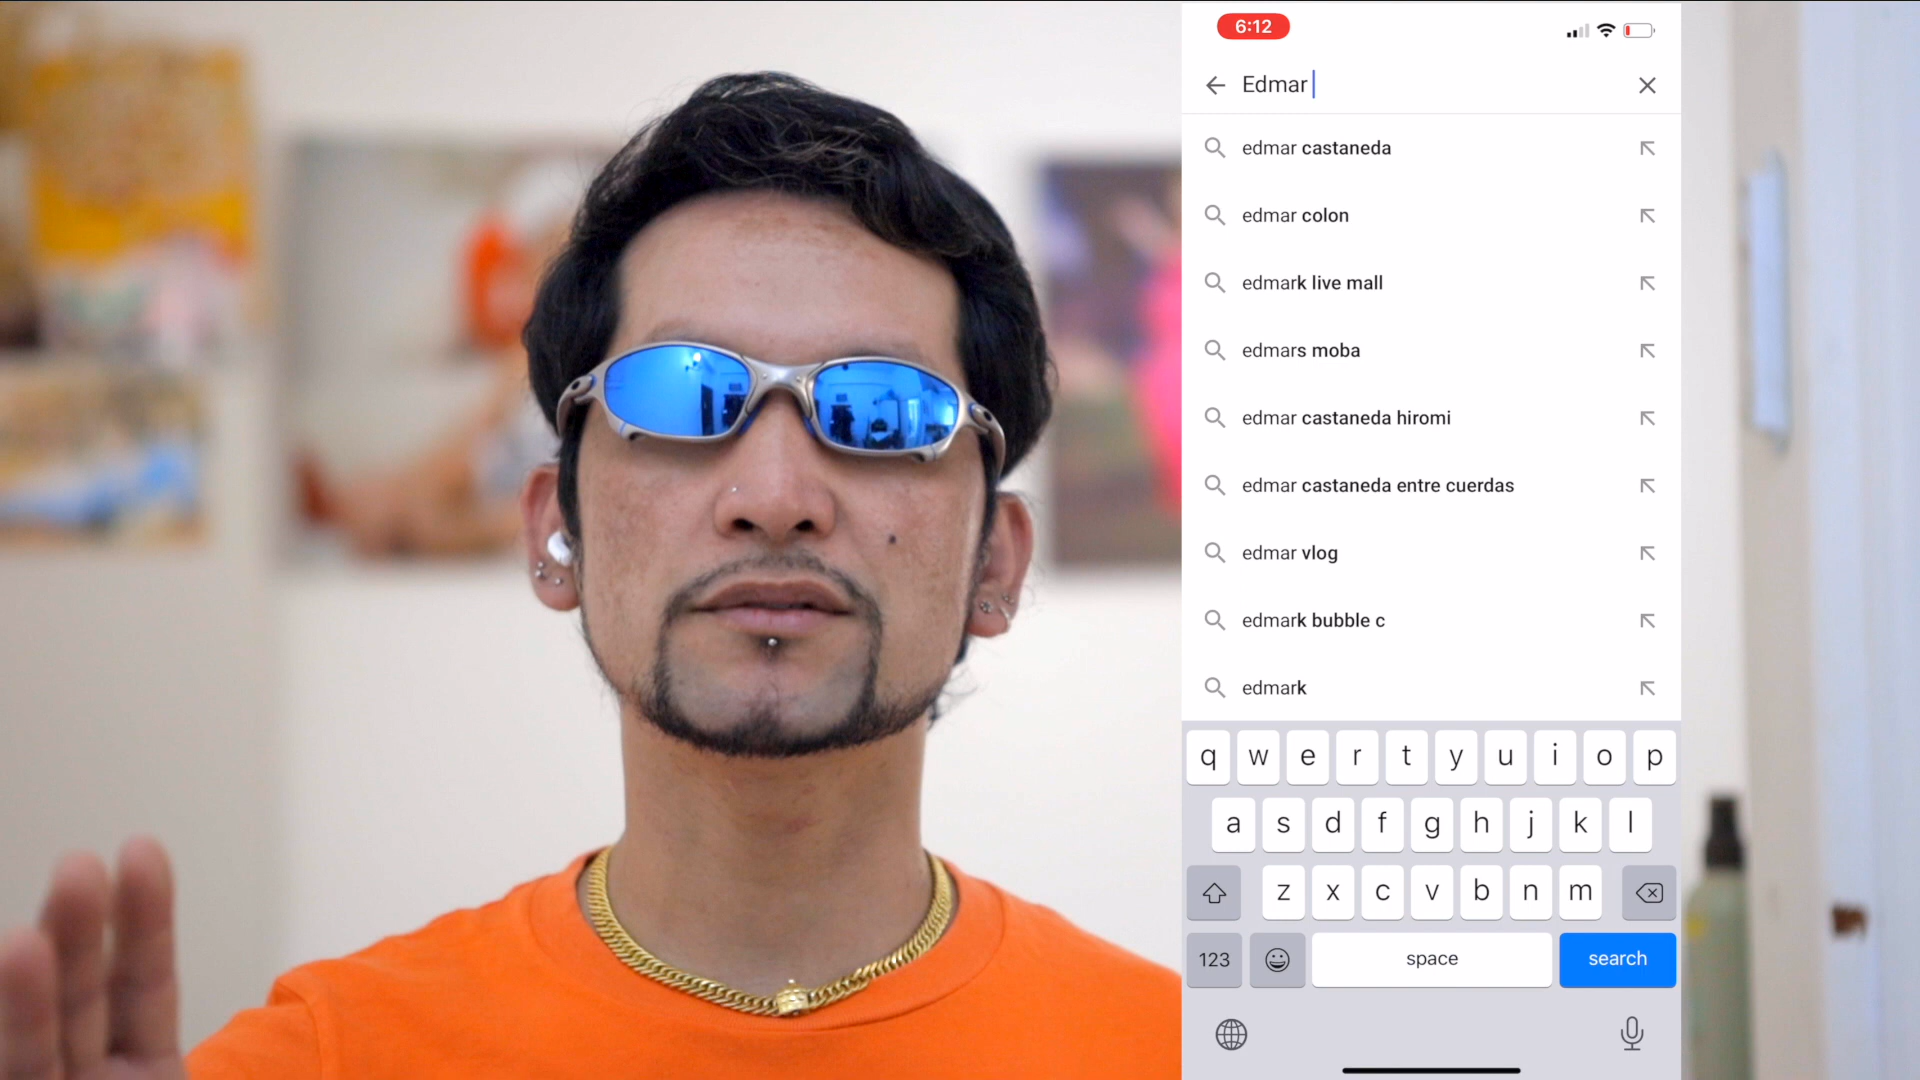 6:12
Edmar
edmar castaneda
edmar colon
edmark live mall
edmars moba
edmar castaneda hiromi
edmar castaneda entre cuerdas
edmar vlog
edmark bubble c
edmark
q w e r t y u i o p
a s d f g h j k l
z x c v b n m
123 space search